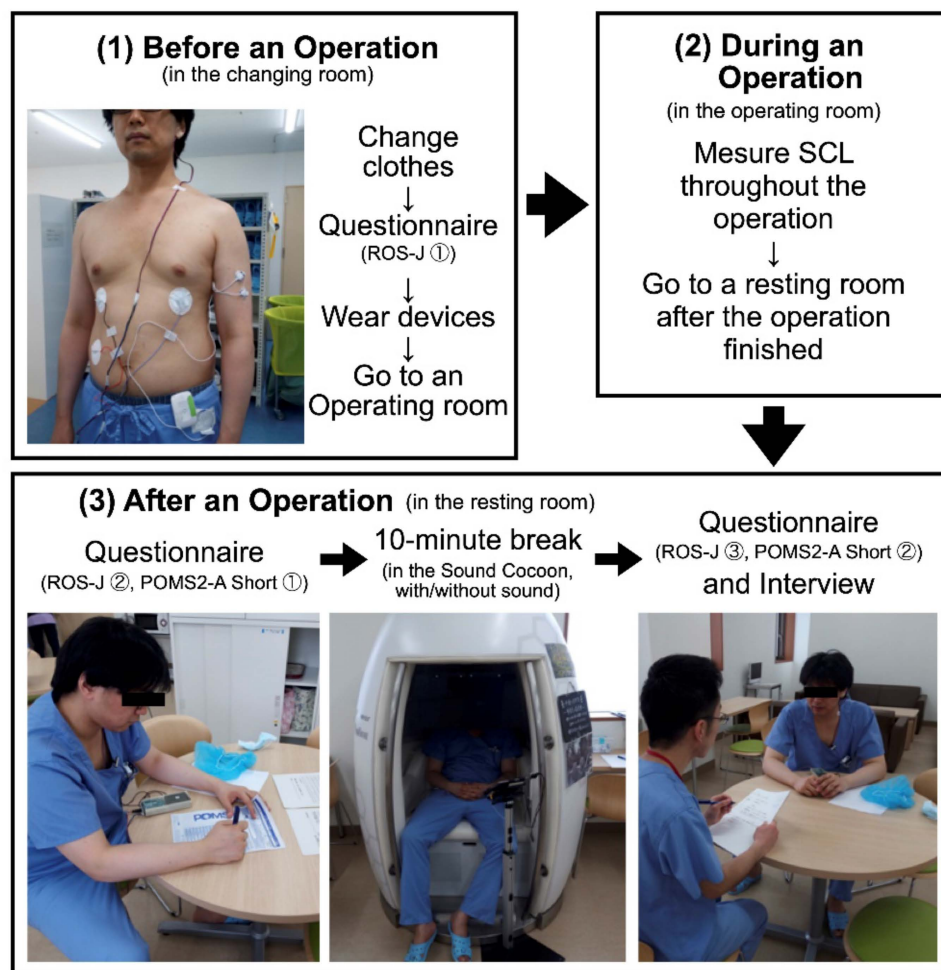 (1) Before an Operation
(in the changing room)
Change
clothes
↓
Questionnaire
(ROS-J ①)
↓
Wear devices
↓
Go to an
Operating room
(2) During an
Operation
(in the operating room)
Mesure SCL
throughout the
operation
↓
Go to a resting room
after the operation
finished
(3) After an Operation (in the resting room)
Questionnaire
(ROS-J ②, POMS2-A Short ①)
10-minute break
(in the Sound Cocoon,
with/without sound)
Questionnaire
(ROS-J ③, POMS2-A Short ②)
and Interview
POMS